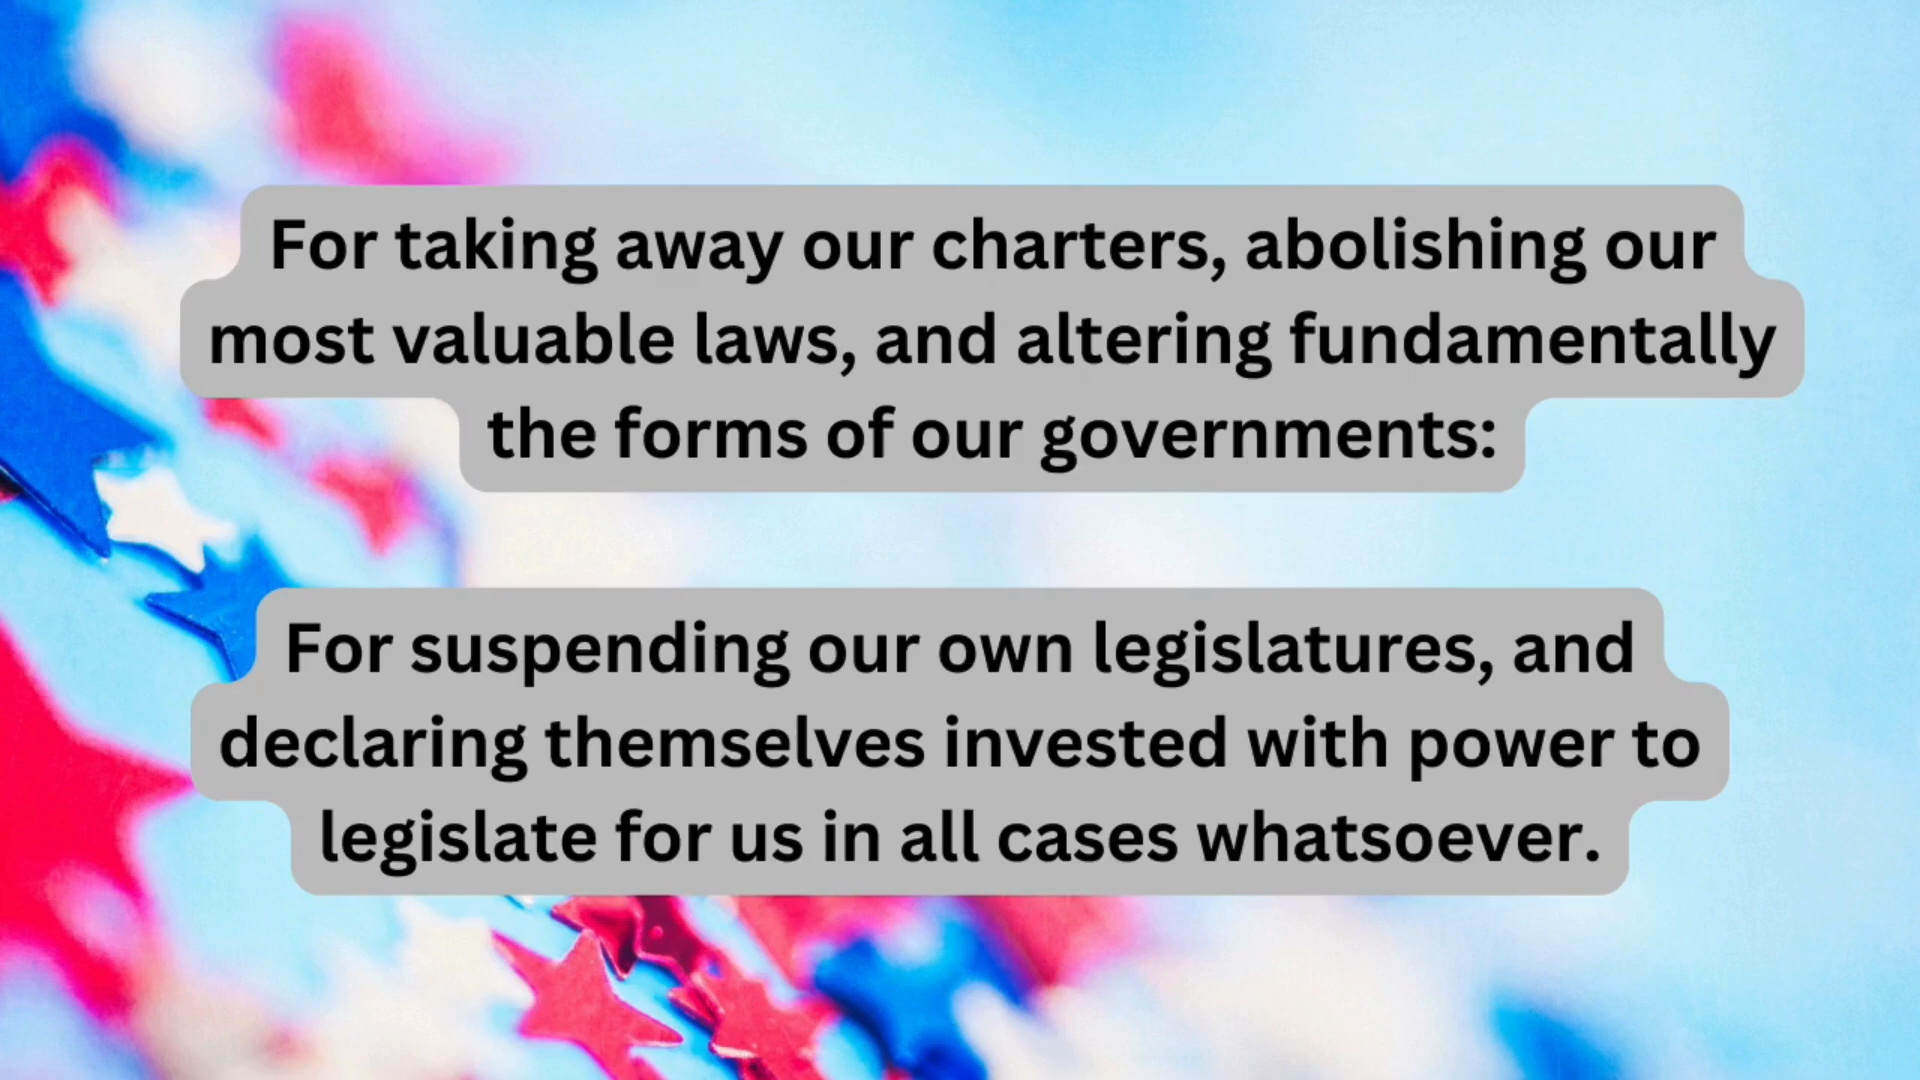 For taking away our charters, abolishing our
most valuable laws, and altering fundamentally
the forms of our governments:
For suspending our own legislatures, and
declaring themselves invested with power to
legislate for us in all cases whatsoever.